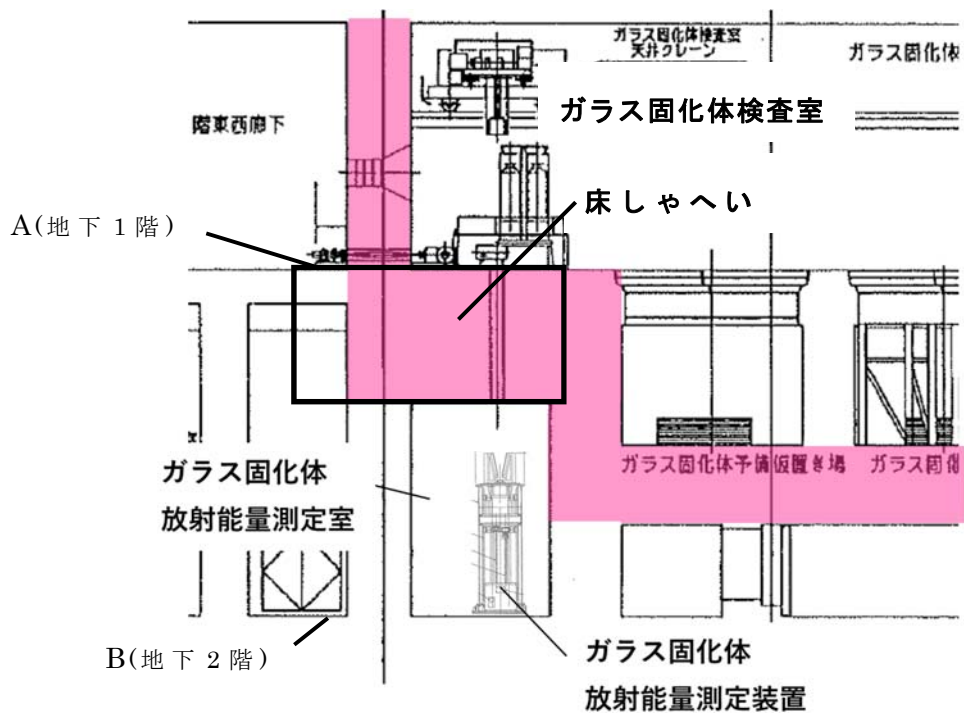 ガラス固化体検査室
天井クレーン
ガラス固化体
ガラス固化体検査室
階東西廊下
床しゃへい
A(地下1階)
ガラス固化体予備仮置き場
ガラス固化
ガラス固化体
放射能量測定室
B(地下2階)
ガラス固化体
放射能量測定装置